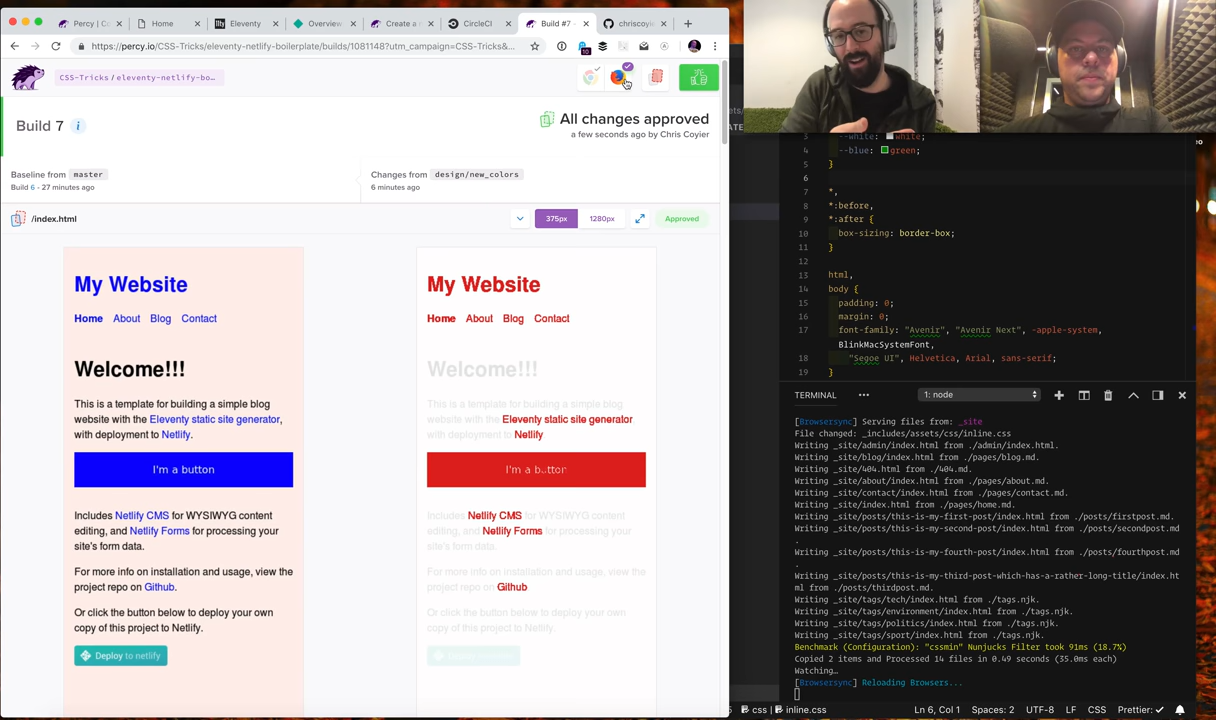 Percy | C
Home
Eleventy
Overview
Create a
CircleCI
Build #7
chriscoyie
https://percy.io/CSS-Tricks/eleventy-netlify-boilerplate/builds/1081148?utm_campaign=CSS-Tricks&...
10
CSS-Tricks/eleventy-netlify-bo…
Build 7
All changes approved
a few seconds ago by Chris Coyier
Baseline from master
Build 6 - 27 minutes ago
Changes from design/new_colors
6 minutes ago
/index.html
375px
1280px
Approved
My Website
Home About Blog Contact
Welcome!!!
This is a template for building a simple blog
website with the Eleventy static site generator,
with deployment to Netlify.
I'm a button
Includes Netlify CMS for WYSIWYG content
editing, and Netlify Forms for processing your
site's form data.
For more info on installation and usage, view the
project repo on Github.
Or click the button below to deploy your own
copy of this project to Netlify.
Deploy to netlify
My Website
Home About Blog Contact
Welcome!!!
This is a template for building a simple blog
website with the Eleventy static site generator
with deployment to Netlify
I'm a button
Includes Netlify CMS for WYSIWYG content
editing, and Netlify Forms for processing your
site's form data.
For more info on installation and usage, view the
project repo on Github
Or click the button below to deploy your own
copy of this project to Netlify.
3 --white: white;
4 --blue: green;
5 }
6
7 *,
8 *:before,
9 *:after {
10 box-sizing: border-box;
11 }
12
13 html,
14 body {
15 padding: 0;
16 margin: 0;
17 font-family: "Avenir", "Avenir Next", -apple-system,
BlinkMacSystemFont,
18 "Segoe UI", Helvetica, Arial, sans-serif;
19 }
TERMINAL
1: node
[Browsersync] Serving files from: _site
File changed: _includes/assets/css/inline.css
Writing _site/admin/index.html from ./admin/index.html.
Writing _site/blog/index.html from ./pages/blog.md.
Writing _site/404.html from ./404.md.
Writing _site/about/index.html from ./pages/about.md.
Writing _site/contact/index.html from ./pages/contact.md.
Writing _site/index.html from ./pages/home.md.
Writing _site/posts/this-is-my-first-post/index.html from ./posts/firstpost.md.
Writing _site/posts/this-is-my-second-post/index.html from ./posts/secondpost.md
.
Writing _site/posts/this-is-my-fourth-post/index.html from ./posts/fourthpost.md
.
Writing _site/posts/this-is-my-third-post-which-has-a-rather-long-title/index.ht
ml from ./posts/thirdpost.md.
Writing _site/tags/tech/index.html from ./tags.njk.
Writing _site/tags/environment/index.html from ./tags.njk.
Writing _site/tags/politics/index.html from ./tags.njk.
Writing _site/tags/sport/index.html from ./tags.njk.
Benchmark (Configuration): "cssmin" Nunjucks Filter took 91ms (18.7%)
Copied 2 items and Processed 14 files in 0.49 seconds (35.0ms each)
Watching…
[Browsersync] Reloading Browsers...
css
inline.css
Ln 6, Col 1
Spaces: 2
UTF-8
LF
CSS
Prettier: ✓